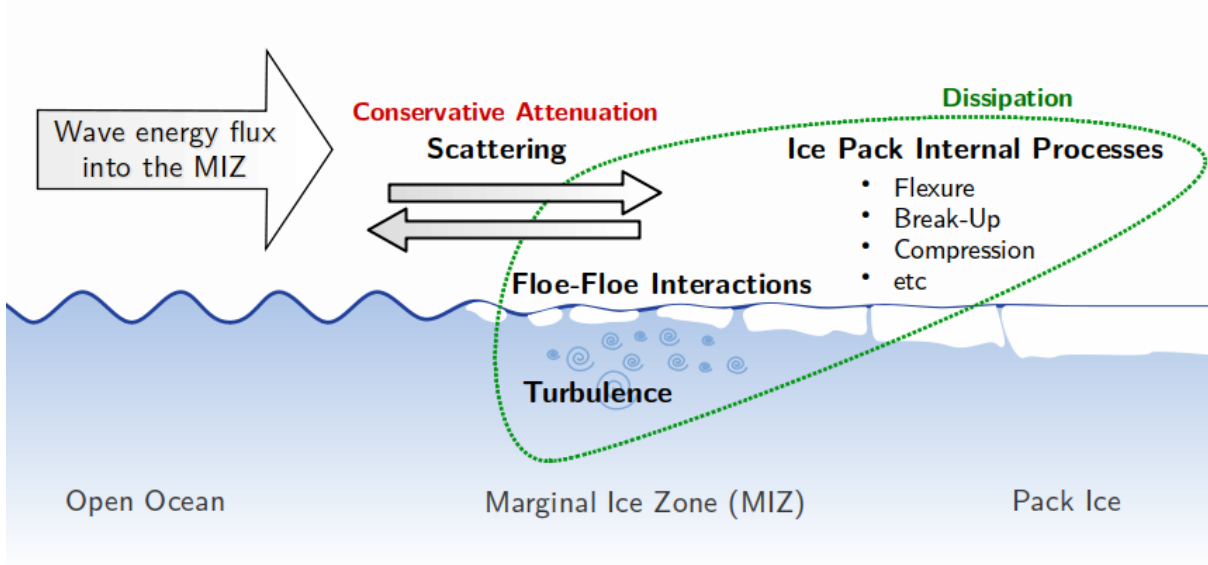 Wave energy flux
into the MIZ
Conservative Attenuation
Scattering
Dissipation
Ice Pack Internal Processes
• Flexure
• Break-Up
• Compression
• etc
Floe-Floe Interactions
Turbulence
Open Ocean
Marginal Ice Zone (MIZ)
Pack Ice